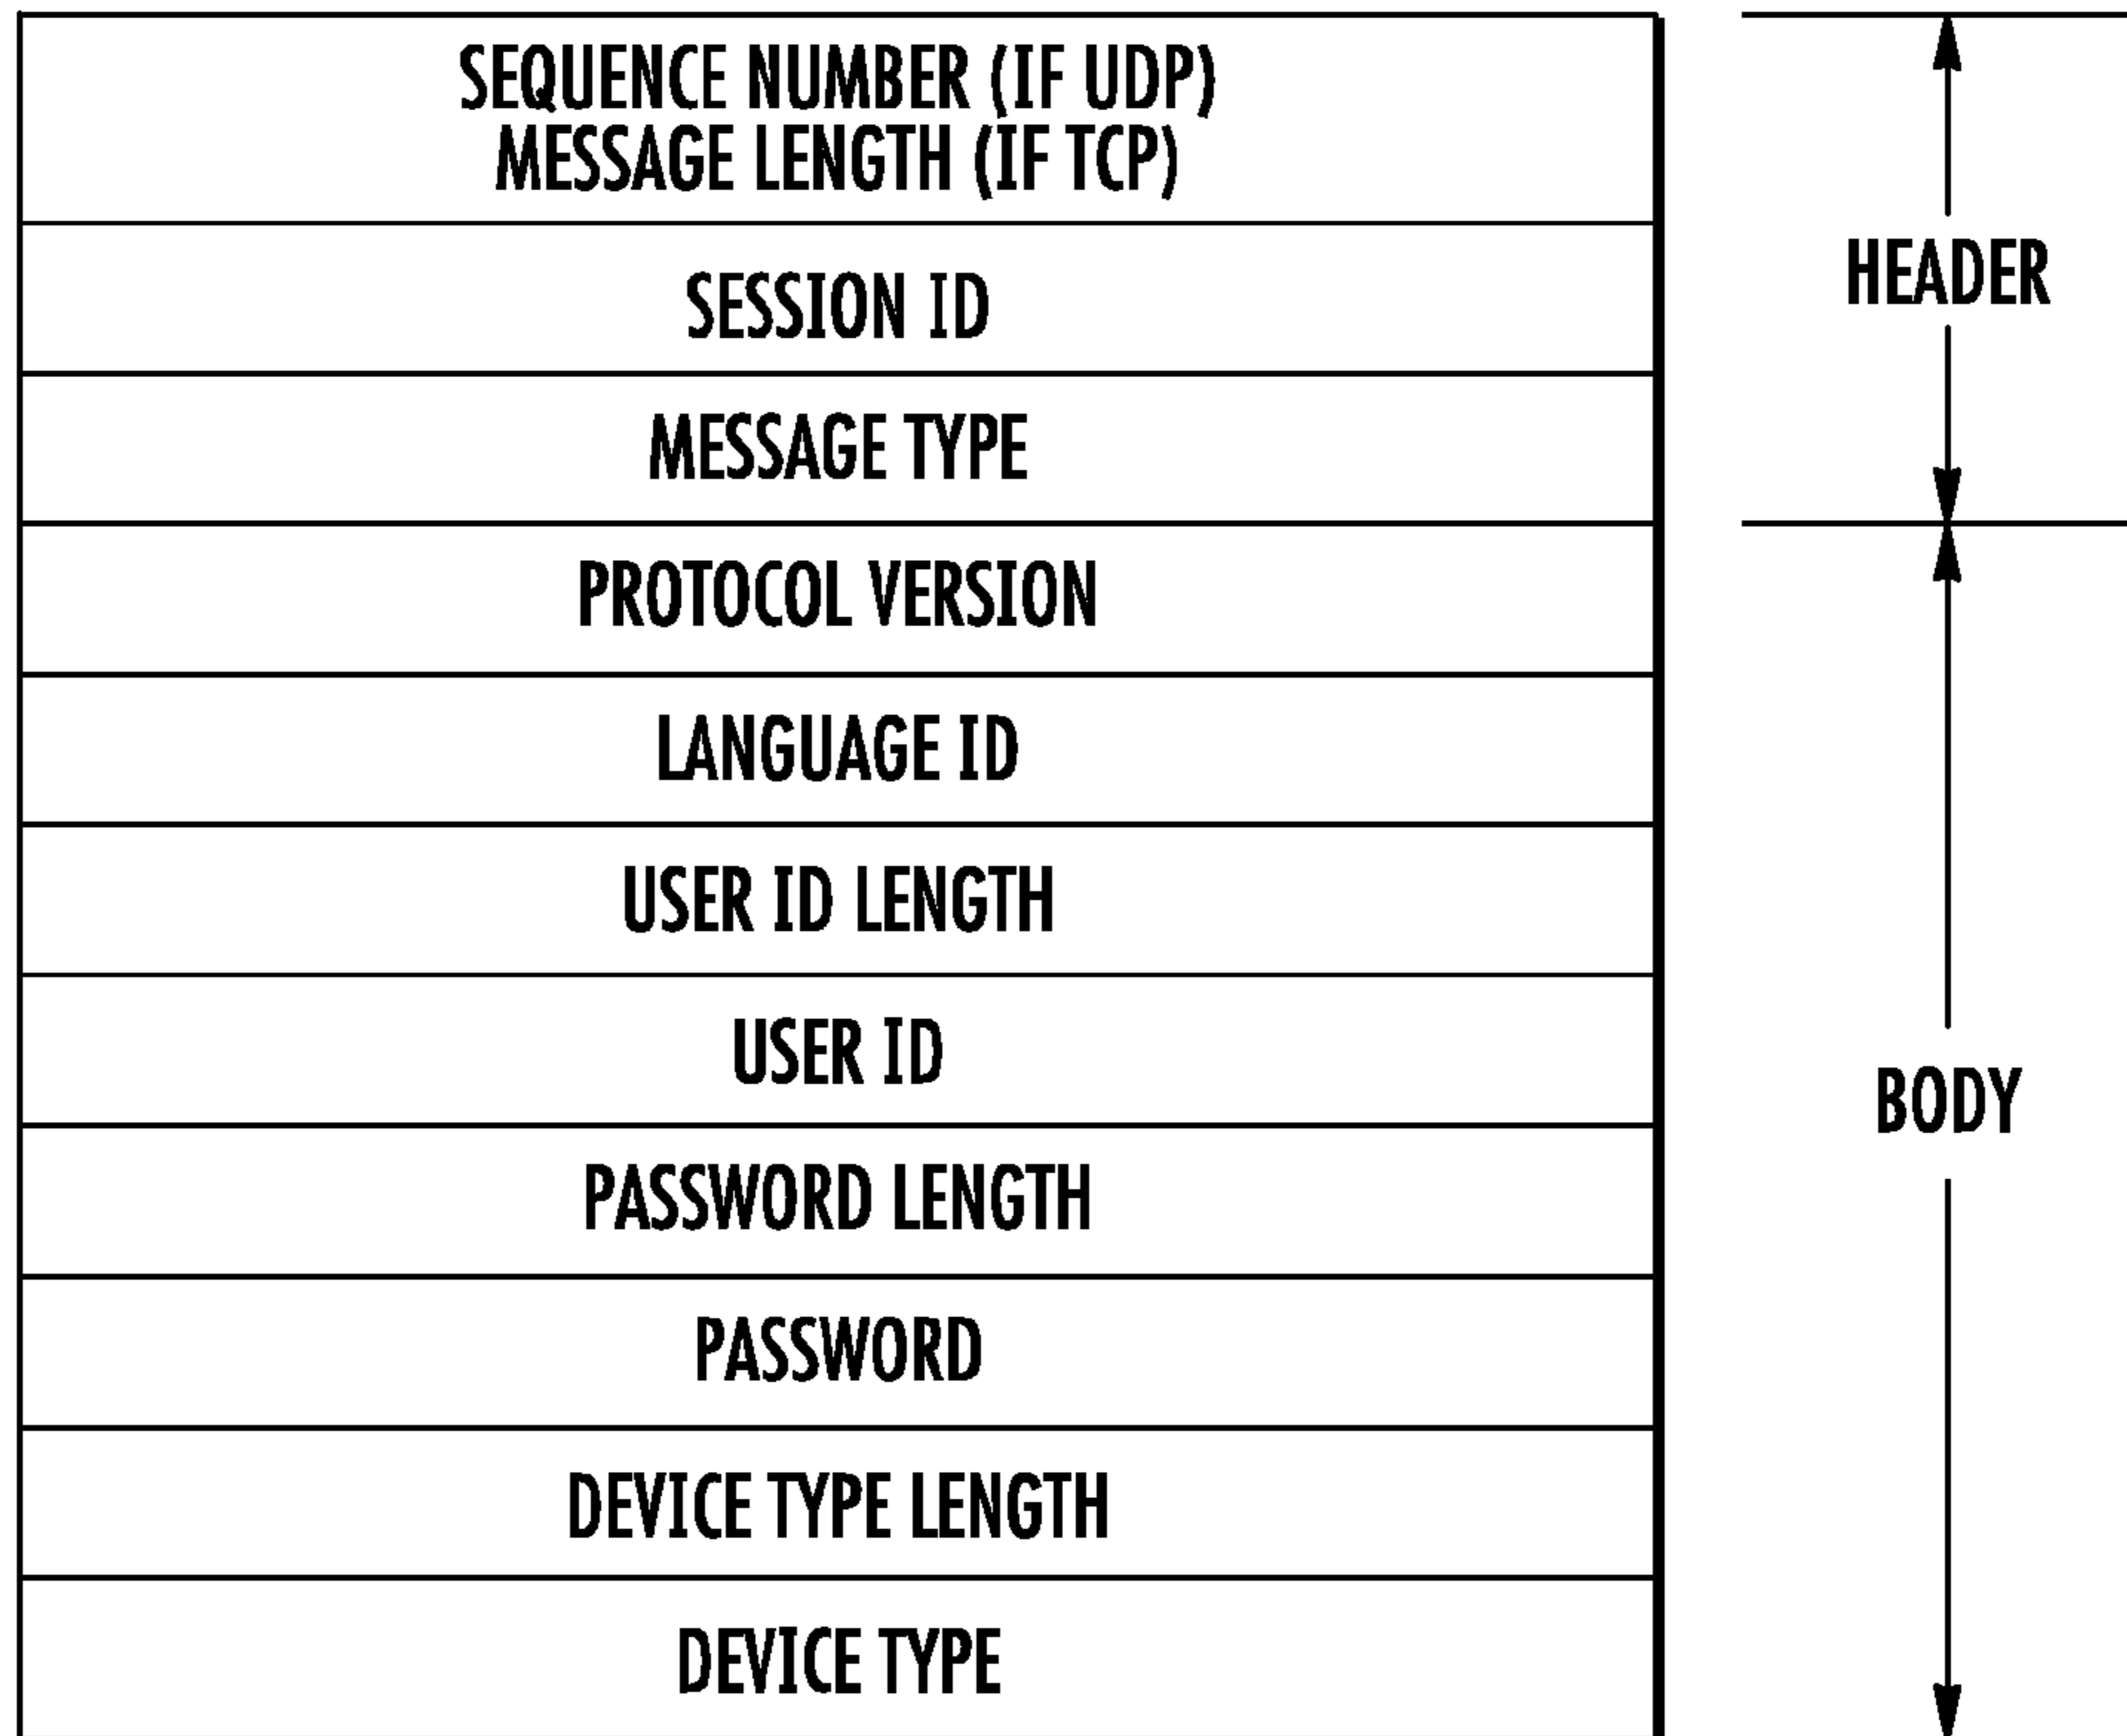 SEQUENCE NUMBER (IF UDP)
MESSAGE LENGTH (IF TCP)
SESSION ID
MESSAGE TYPE
PROTOCOL VERSION
LANGUAGE ID
USER ID LENGTH
USER ID
PASSWORD LENGTH
PASSWORD
DEVICE TYPE LENGTH
DEVICE TYPE
HEADER
BODY